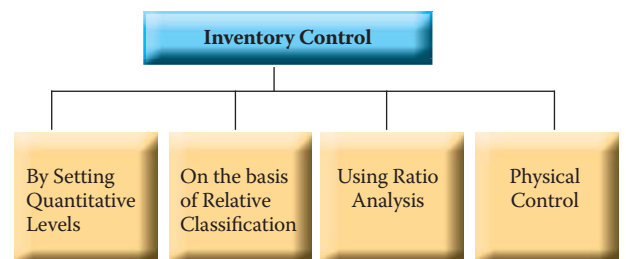 Inventory Control
By Setting
Quantitative
Levels
On the basis
of Relative
Classification
Using Ratio
Analysis
Physical
Control